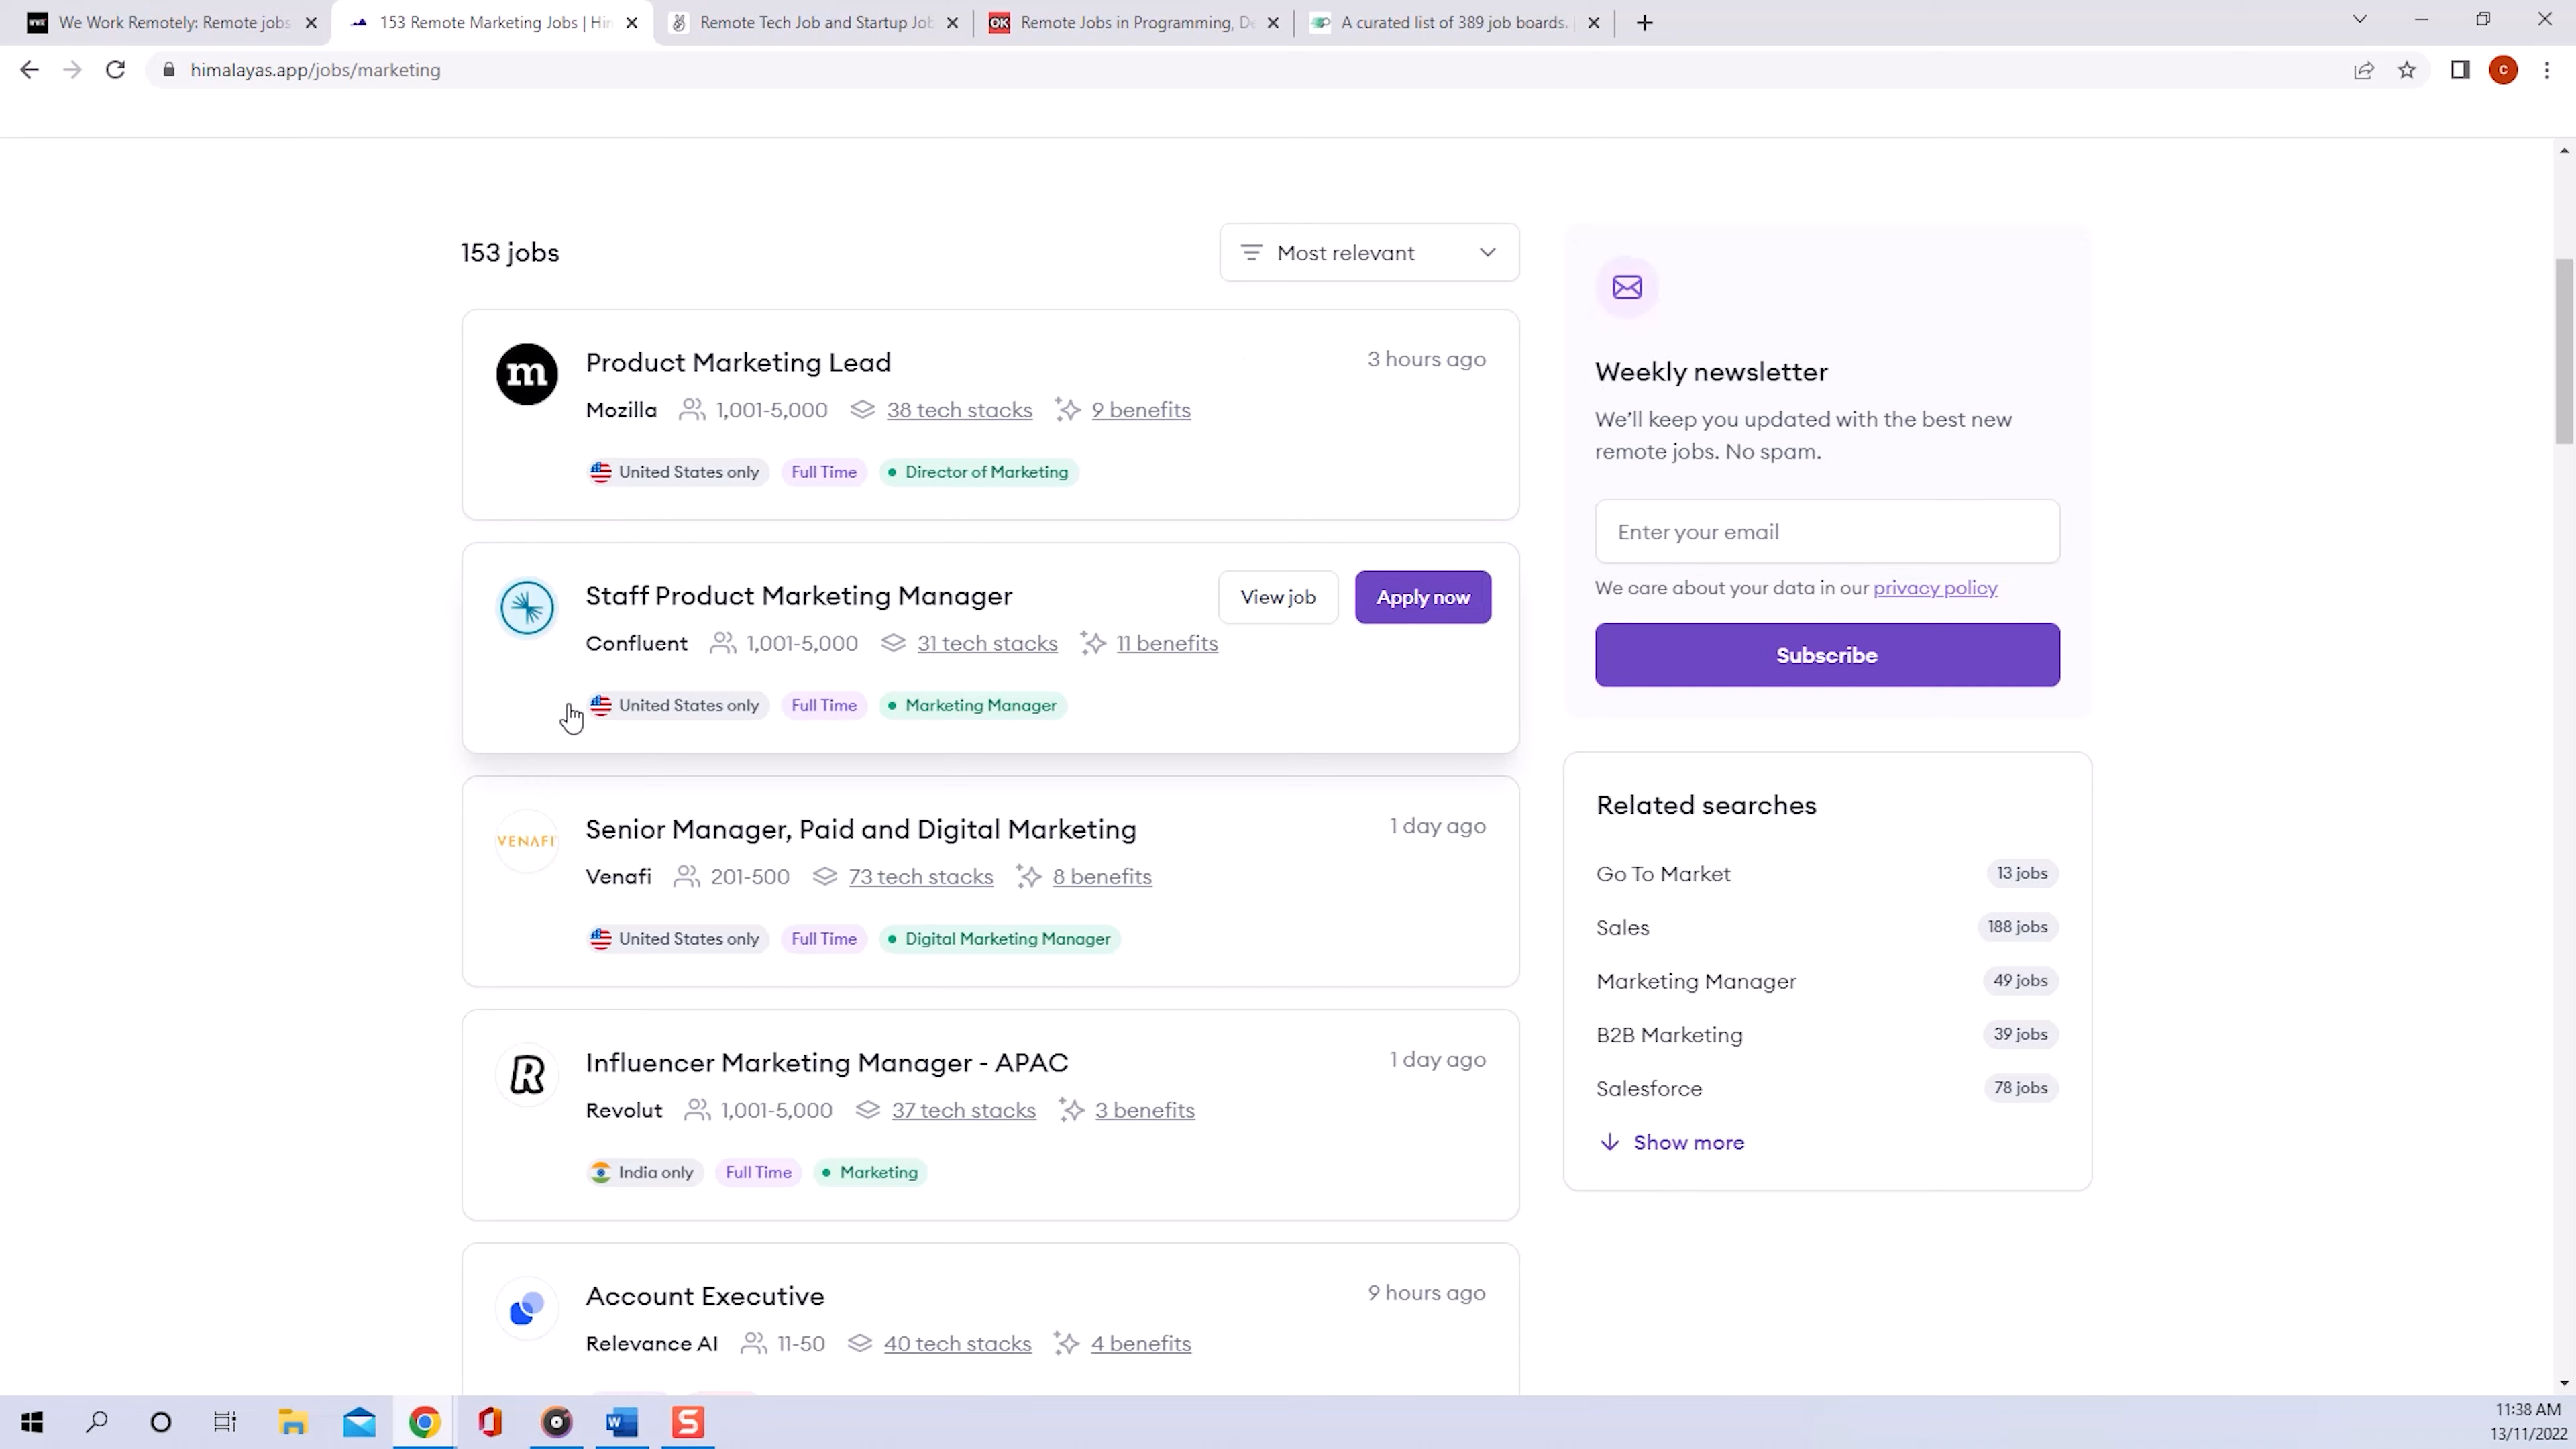 We Work Remotely: Remote jobs
153 Remote Marketing Jobs | Him
Remote Tech Job and Startup Job
OK
Remote Jobs in Programming, De
A curated list of 389 job boards. |
himalayas.app/jobs/marketing
C
153 jobs
Most relevant
m
Product Marketing Lead
3 hours ago
Mozilla 1,001-5,000 38 tech stacks 9 benefits
United States only Full Time Director of Marketing
Staff Product Marketing Manager
View job
Apply now
Confluent 1,001-5,000 31 tech stacks 11 benefits
United States only Full Time Marketing Manager
VENAFI
Senior Manager, Paid and Digital Marketing
1 day ago
Venafi 201-500 73 tech stacks 8 benefits
United States only Full Time Digital Marketing Manager
R
Influencer Marketing Manager - APAC
1 day ago
Revolut 1,001-5,000 37 tech stacks 3 benefits
India only Full Time Marketing
Account Executive
9 hours ago
Relevance AI 11-50 40 tech stacks 4 benefits
Weekly newsletter
We'll keep you updated with the best new
remote jobs. No spam.
Enter your email
We care about your data in our privacy policy
Subscribe
Related searches
Go To Market 13 jobs
Sales 188 jobs
Marketing Manager 49 jobs
B2B Marketing 39 jobs
Salesforce 78 jobs
Show more
W
S
11:38 AM
13/11/2022